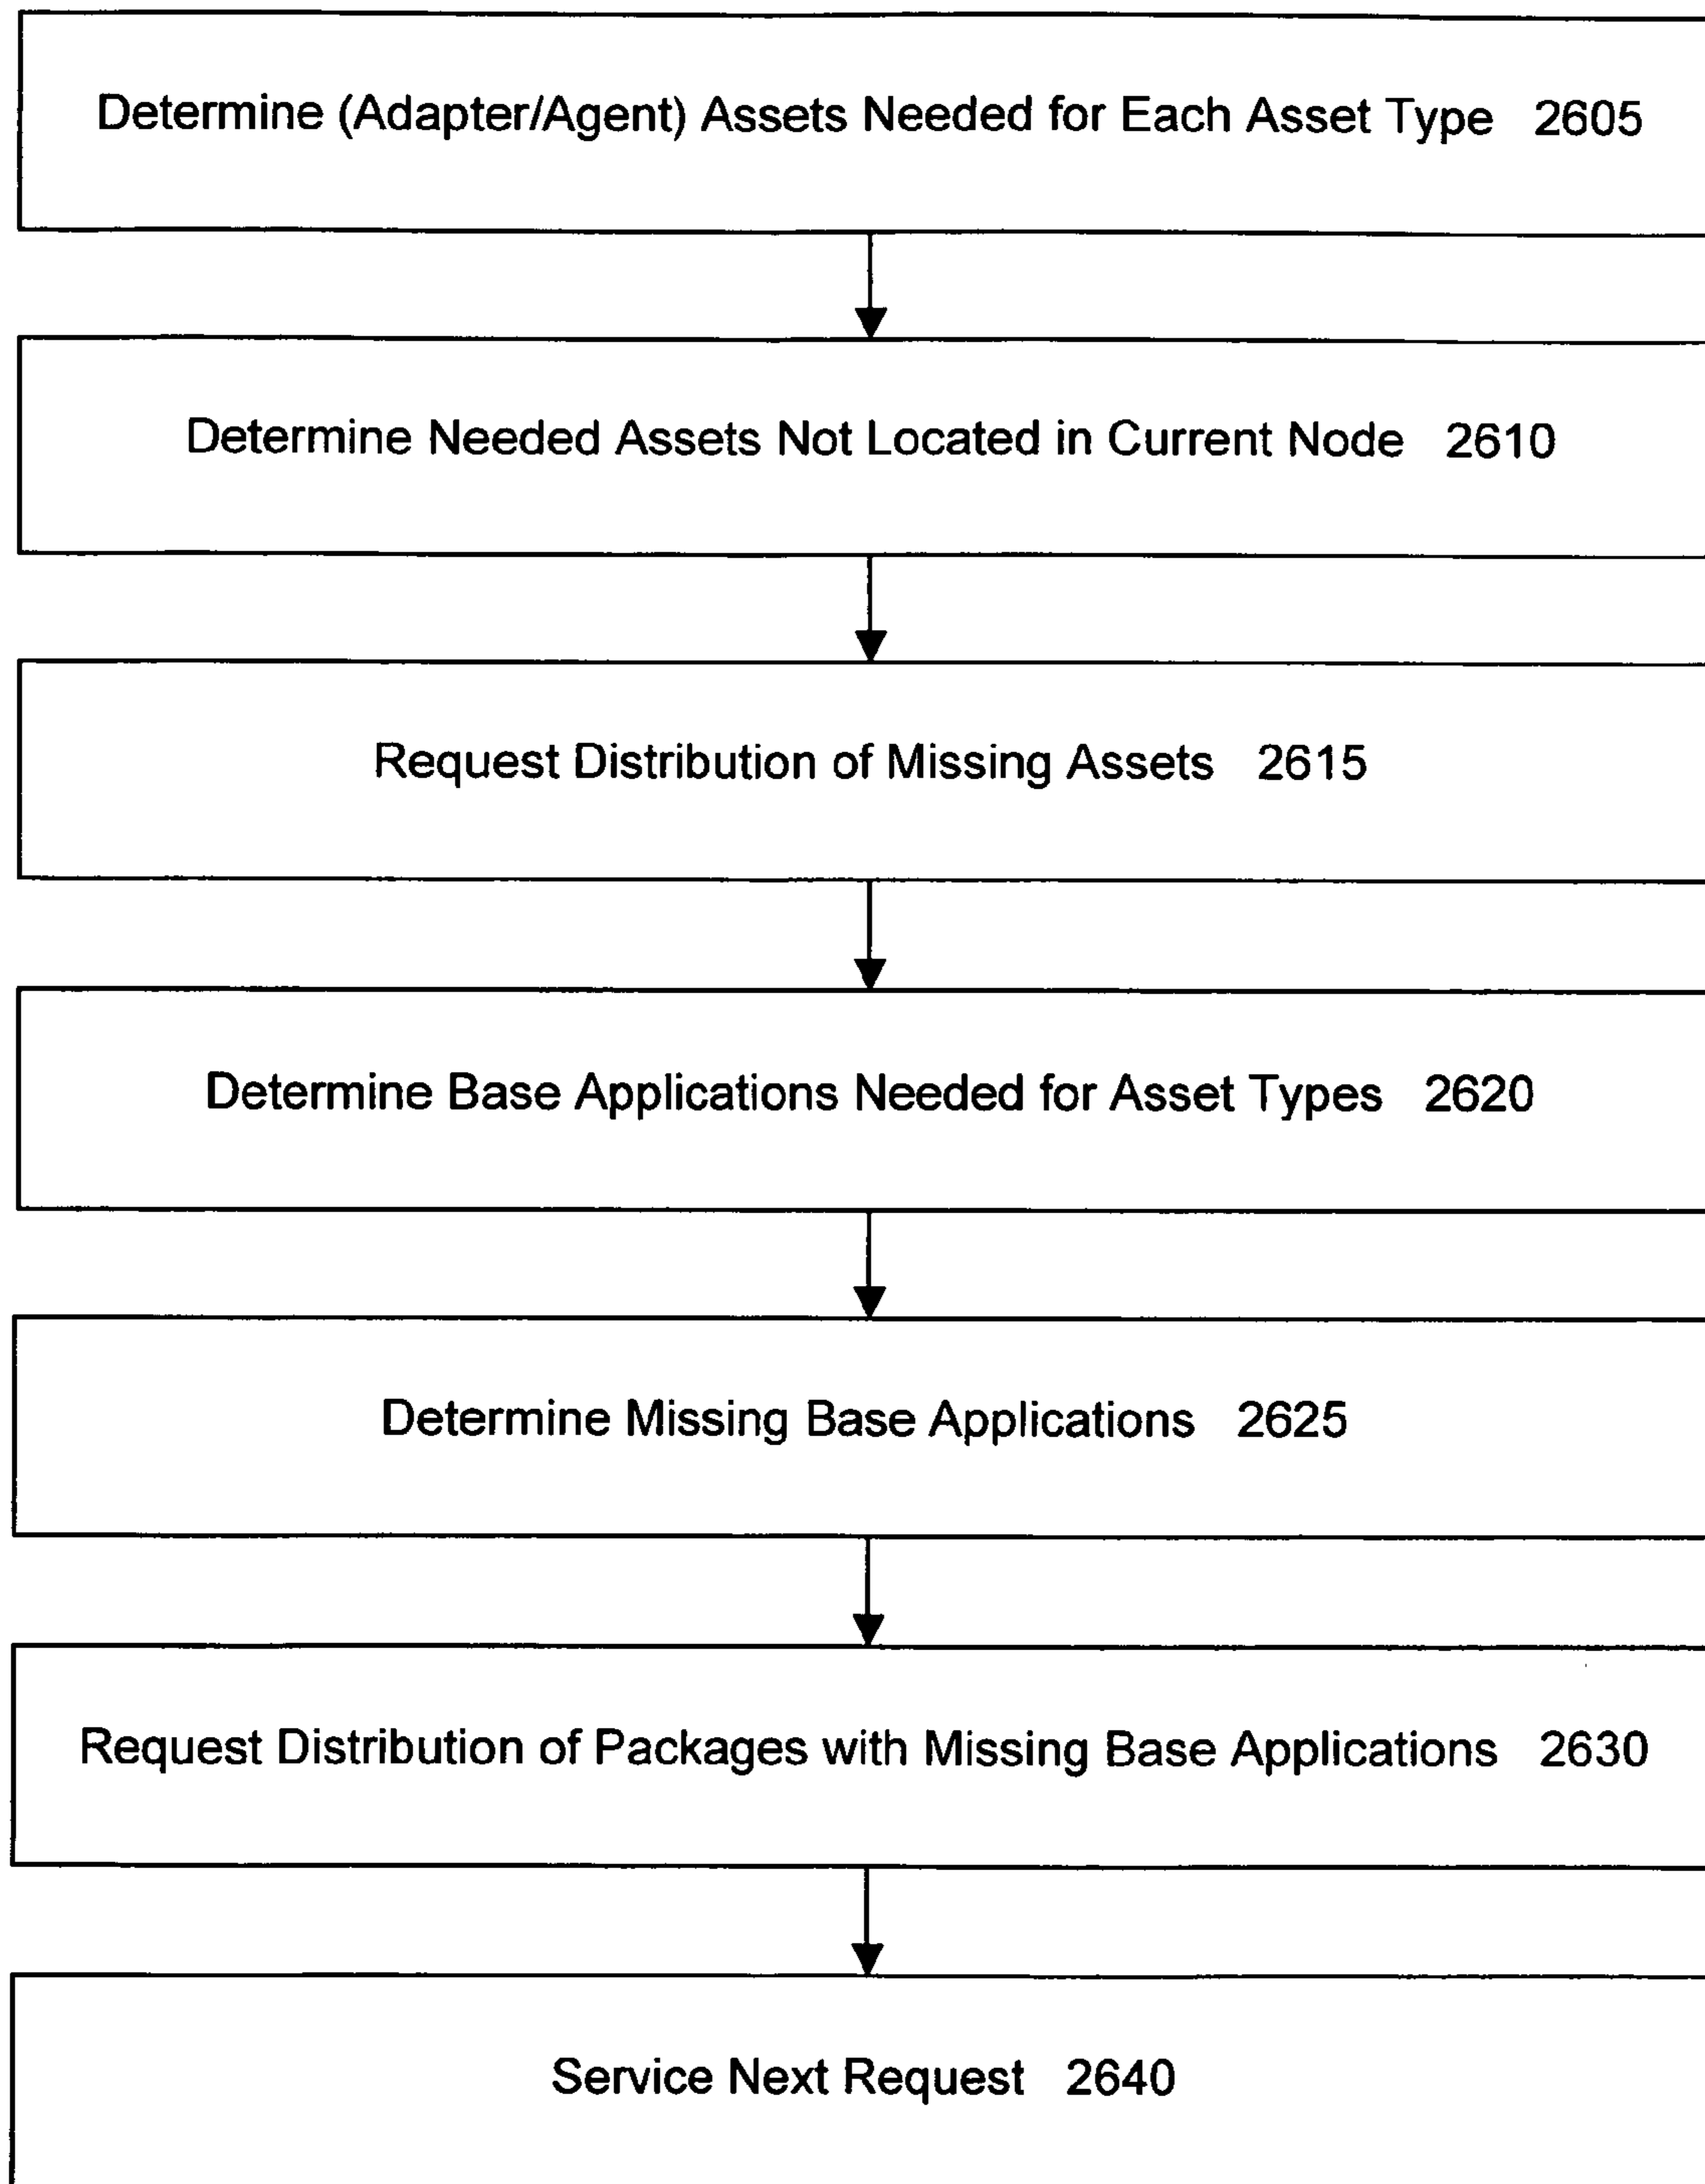 Determine (Adapter/Agent) Assets Needed for Each Asset Type 2605
Determine Needed Assets Not Located in Current Node 2610
Request Distribution of Missing Assets 2615
Determine Base Applications Needed for Asset Types 2620
Determine Missing Base Applications 2625
Request Distribution of Packages with Missing Base Applications 2630
Service Next Request 2640